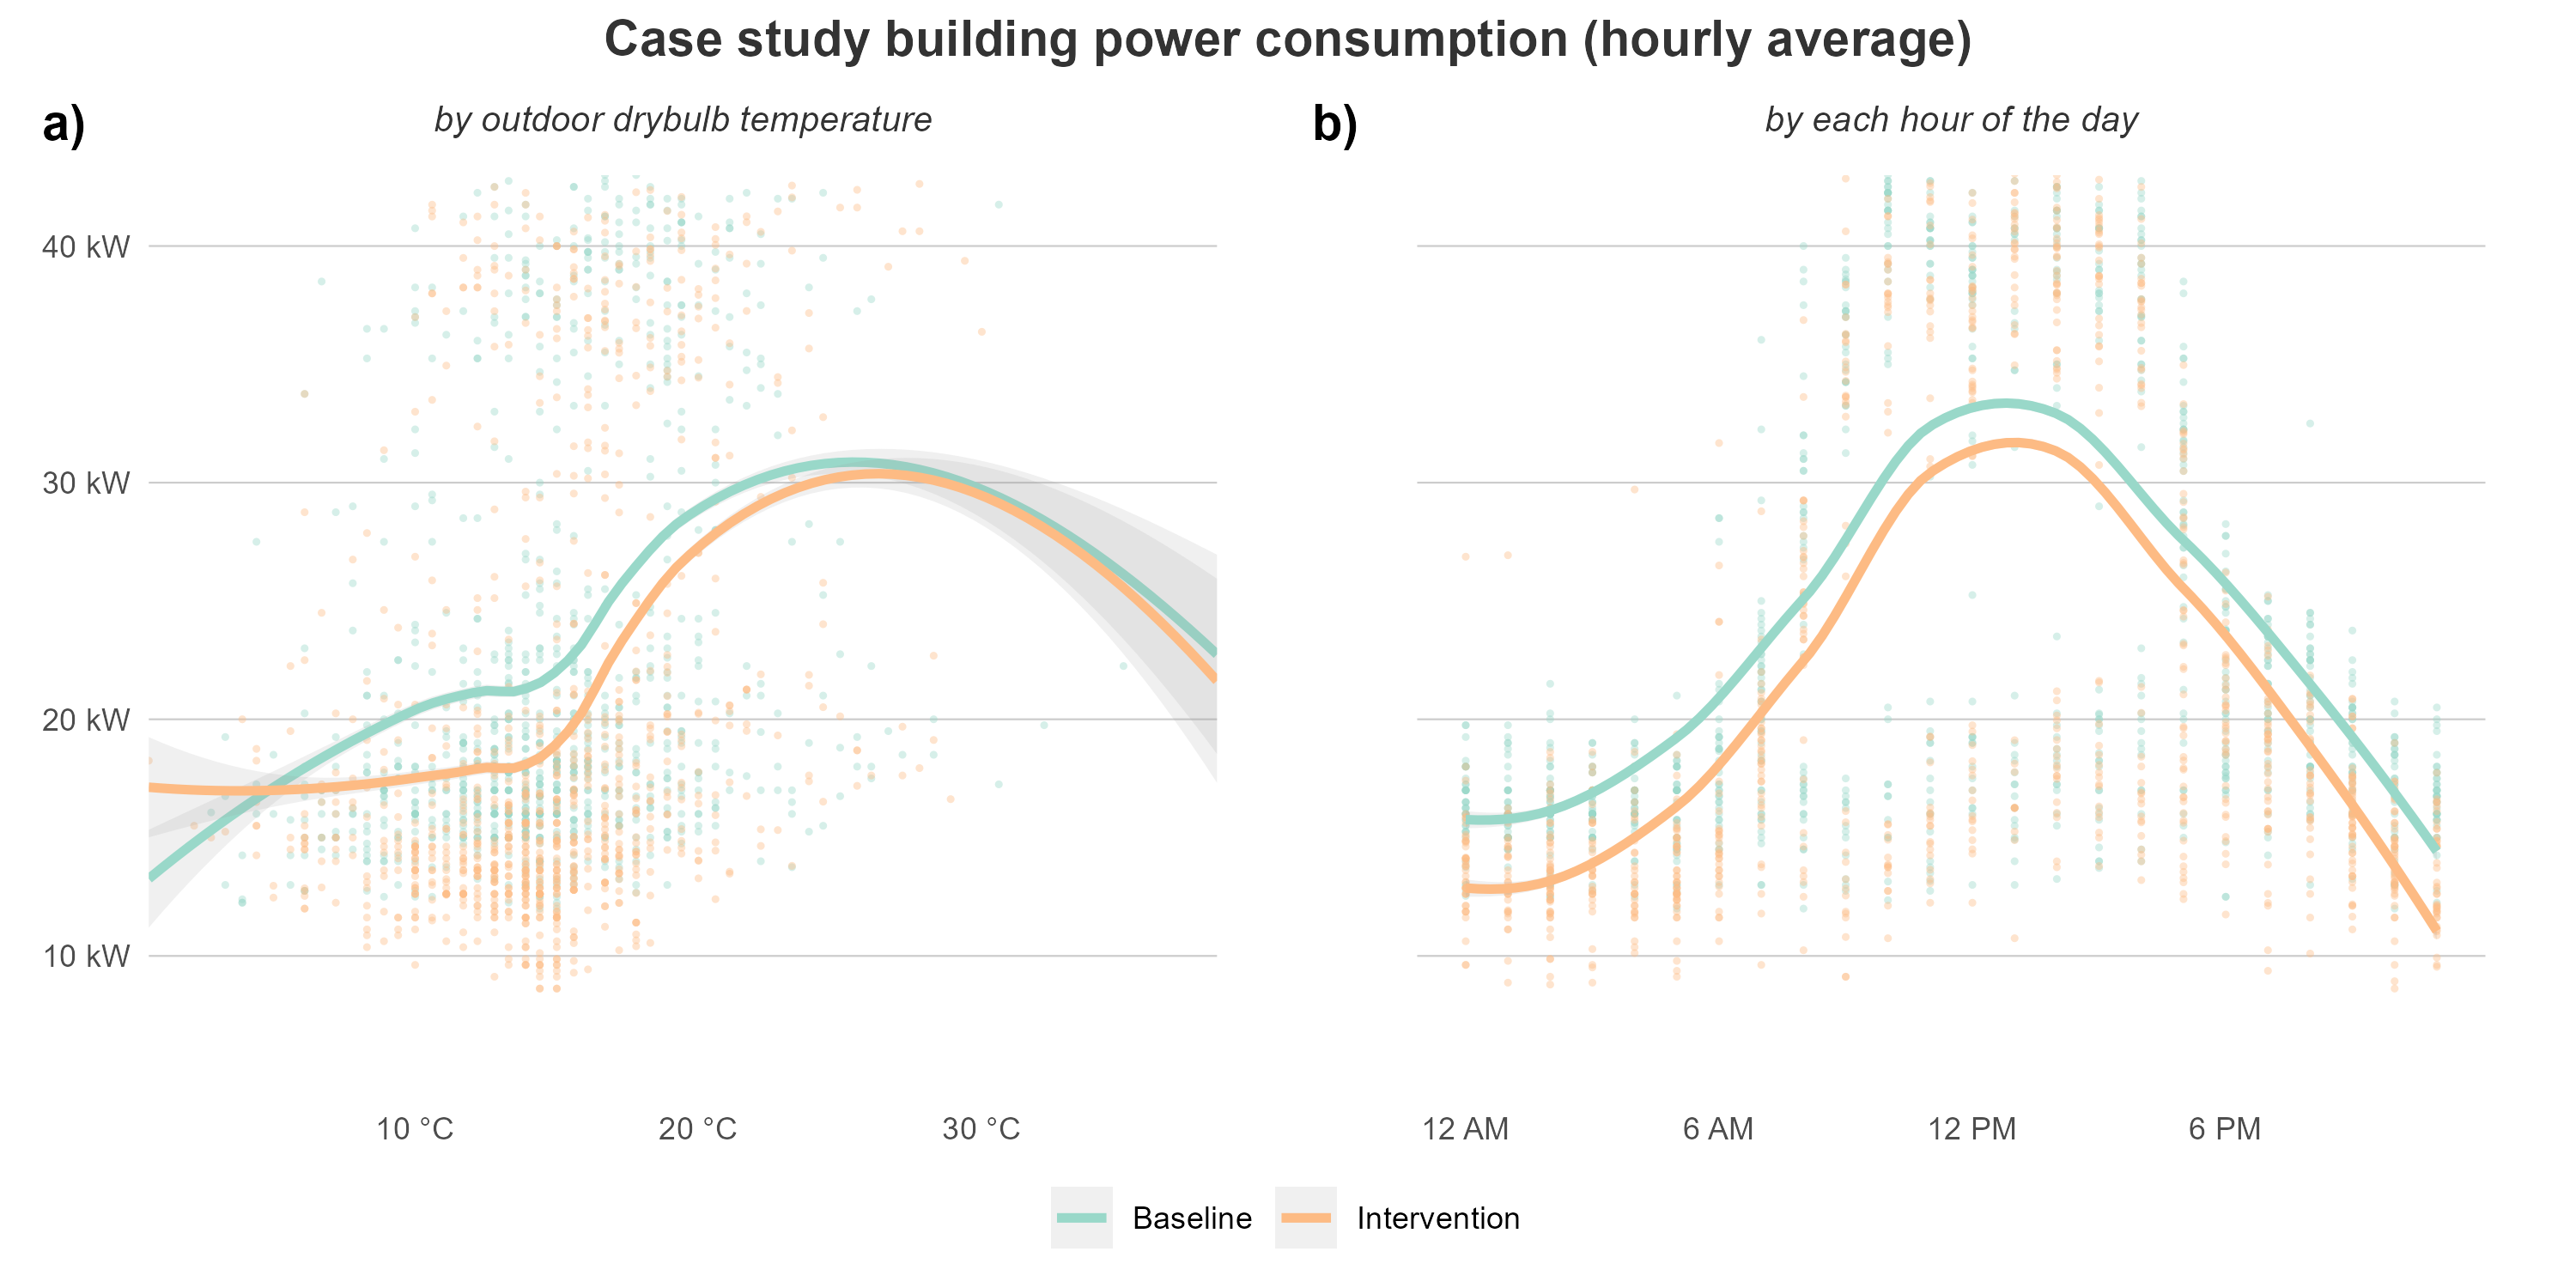 Case study building power consumption (hourly average)
a)
by outdoor drybulb temperature
b)
by each hour of the day
40 kW
30 kW
20 kW
10 kW
10 °C
20 °C
30 °C
12 AM
6 AM
12 PM
6 PM
Baseline
Intervention